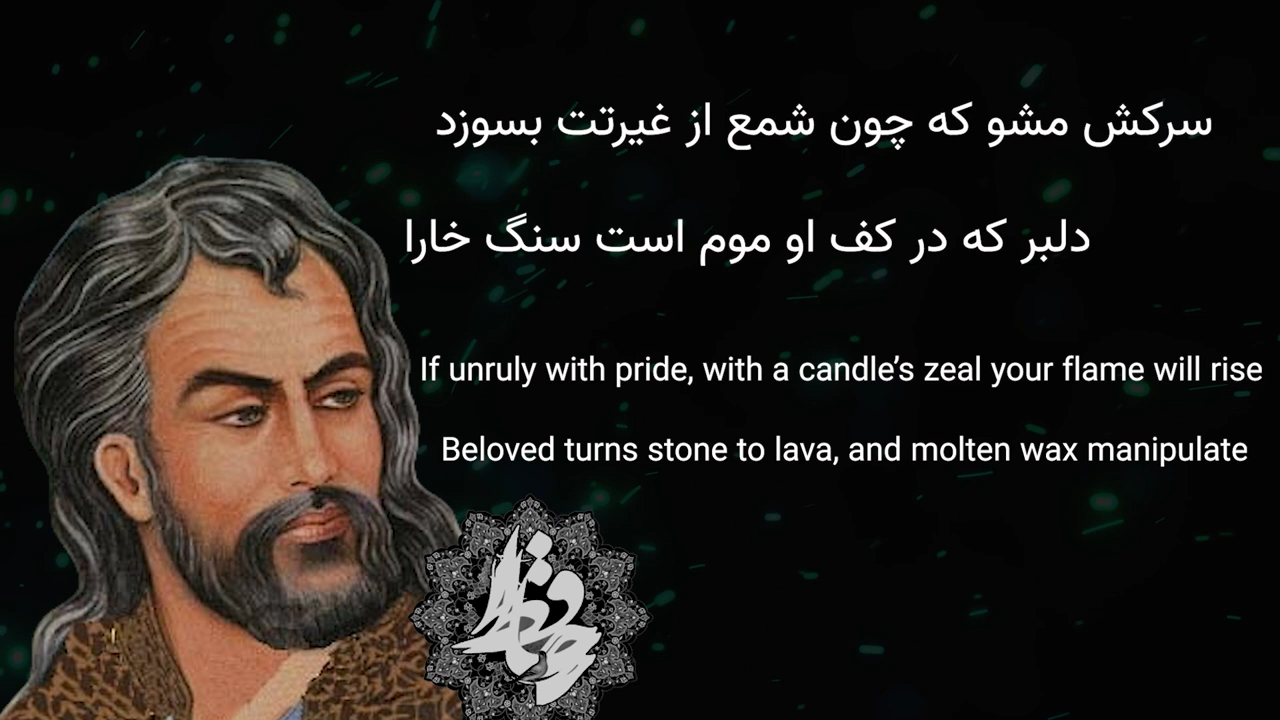 سرکش مشو که چون شمع از غیرتت بسوزد
دلبر که در کف او موم است سنگ خارا
If unruly with pride, with a candle’s zeal your flame will rise
Beloved turns stone to lava, and molten wax manipulate
حافظ